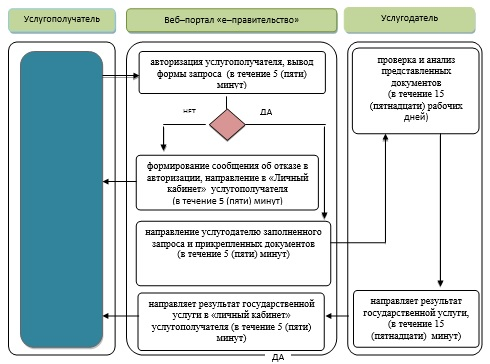 Услугополучатель
Веб–портал «е–правительство»
Услугодатель
авторизация услугополучателя, вывод
формы запроса (в течение 5 (пяти)
минут)
НЕТ
ДА
формирование сообщения об отказе в
авторизации, направление в «Личный
кабинет» услугополучателя
(в течение 5 (пяти) минут)
направление услугодателю заполненного
запроса и прикрепленных документов
(в течение 5 (пяти) минут)
направляет результат государственной
услуги в «личный кабинет»
услугополучателя (в течение 5 (пяти)
минут)
ДА
проверка и анализ
представленных
документов
(в течение 15
(пятнадцати) рабочих
дней)
направляет результат
государственной услуги,
(в течение 15
(пятнадцати) минут)